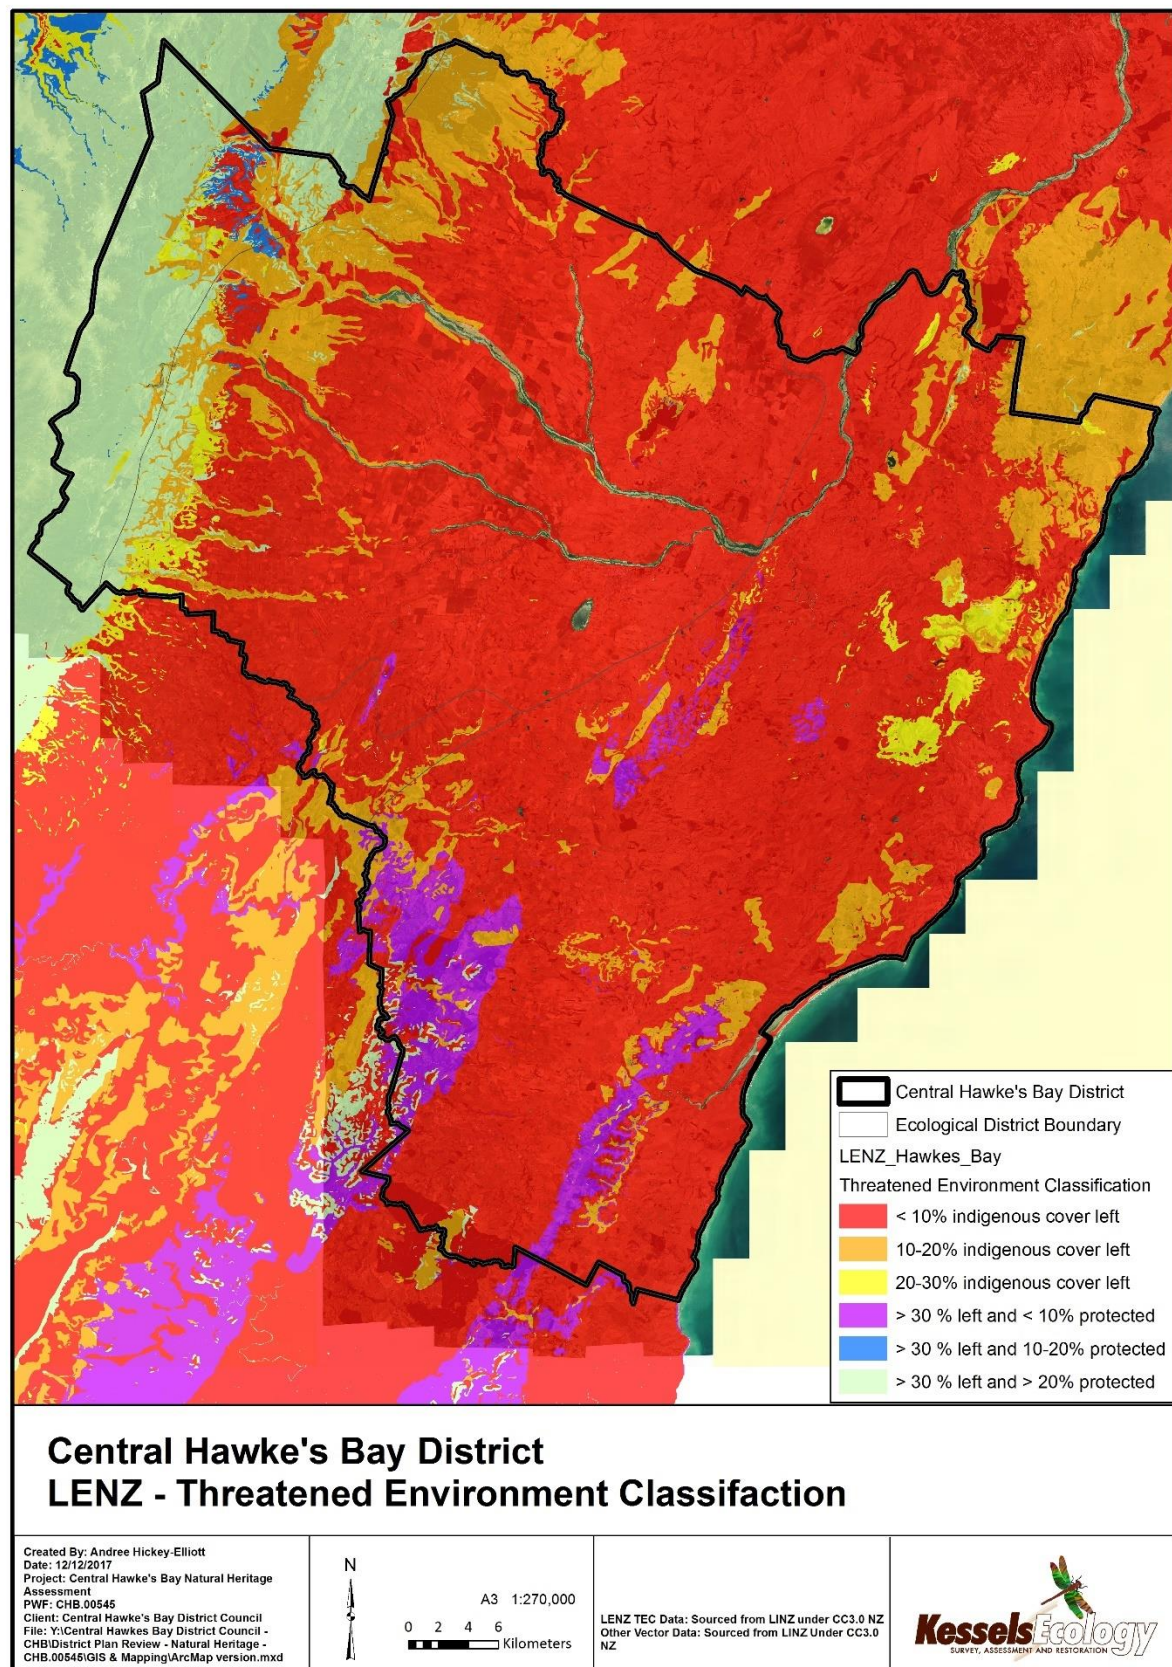 Central Hawke's Bay District
Ecological District Boundary
LENZ_Hawkes_Bay
Threatened Environment Classification
< 10% indigenous cover left
10-20% indigenous cover left
20-30% indigenous cover left
> 30 % left and < 10% protected
> 30 % left and 10-20% protected
> 30 % left and > 20% protected
Central Hawke's Bay District
LENZ - Threatened Environment Classifaction
Created By: Andree Hickey-Elliott
Date: 12/12/2017
Project: Central Hawke's Bay Natural Heritage
Assessment
PWF: CHB.00545
Client: Central Hawke's Bay District Council
File: Y:\Central Hawkes Bay District Council -
CHB\District Plan Review - Natural Heritage -
CHB.00545\GIS & Mapping\ArcMap version.mxd
N
A3 1:270,000
0 2 4 6
Kilometers
LENZ TEC Data: Sourced from LINZ under CC3.0 NZ
Other Vector Data: Sourced from LINZ Under CC3.0
NZ
KesselsEcology
SURVEY, ASSESSMENT AND RESTORATION